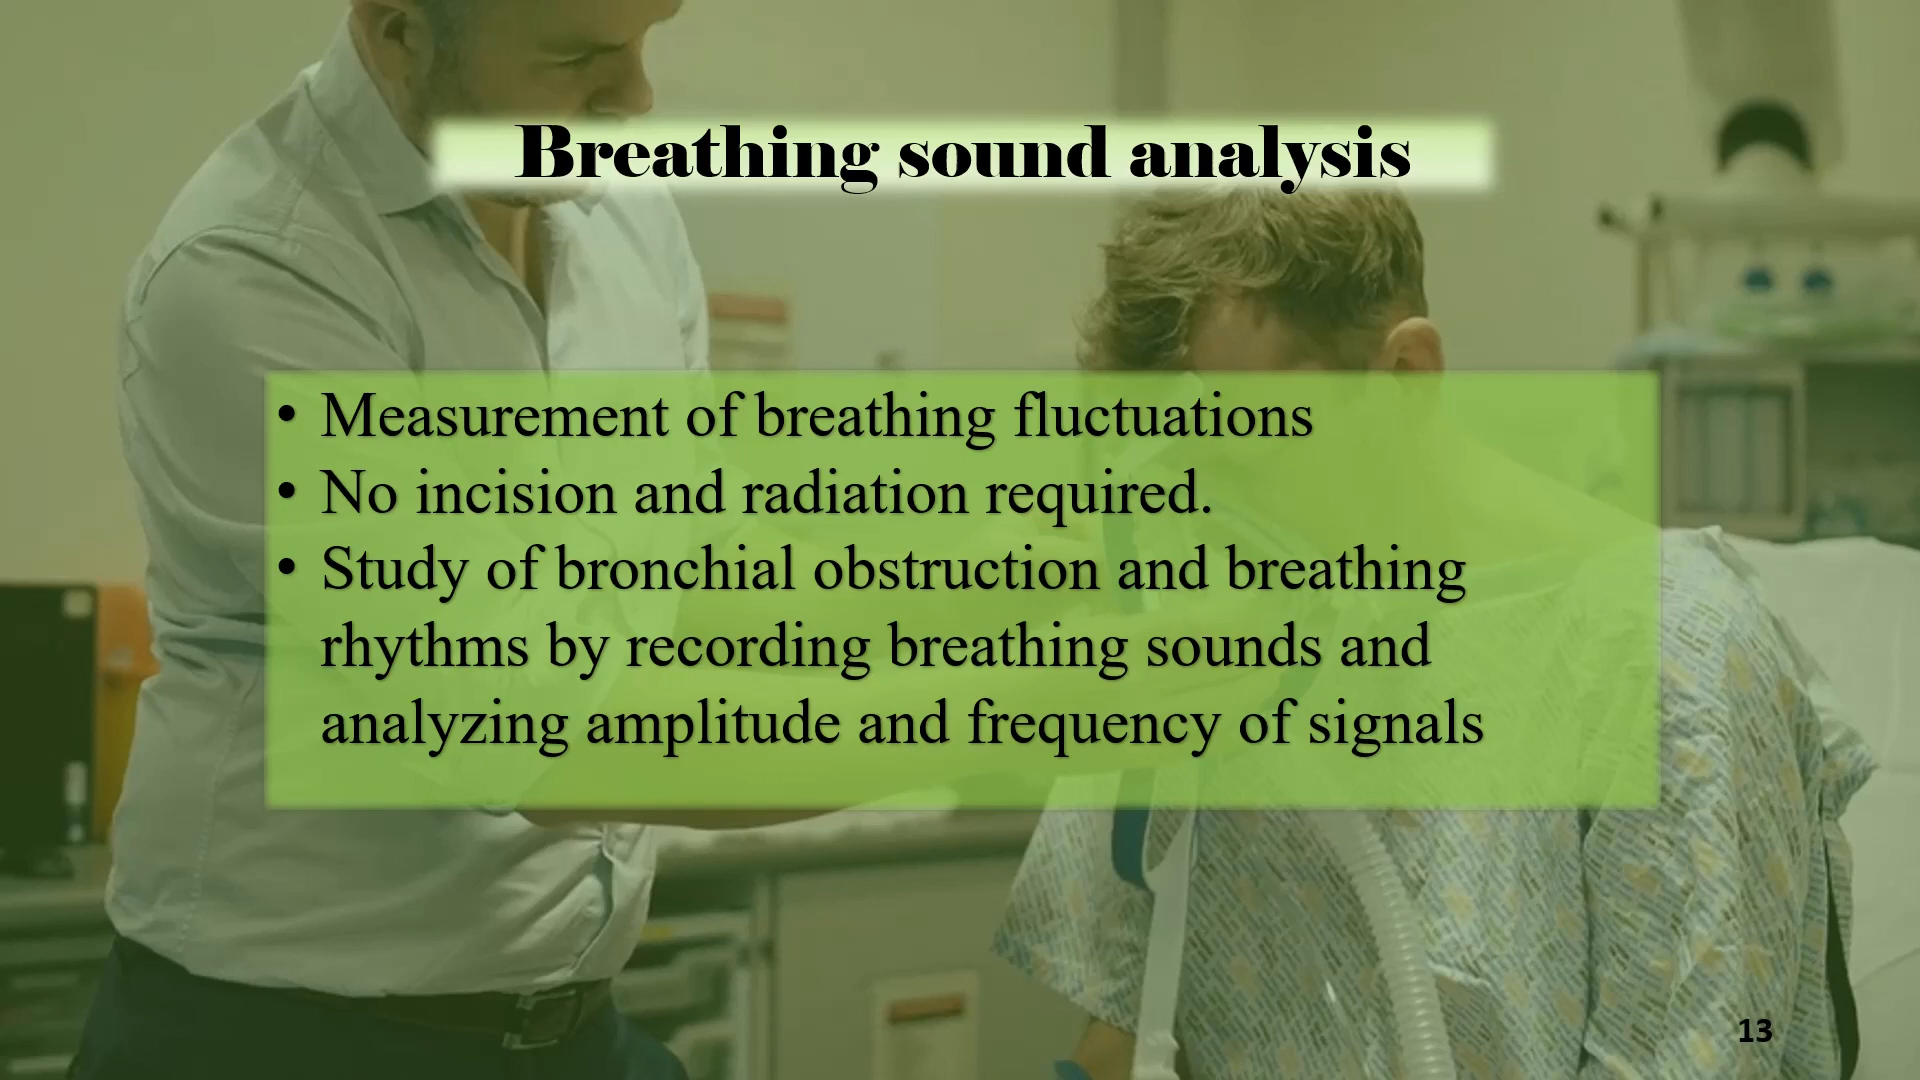 Breathing sound analysis
• Measurement of breathing fluctuations
• No incision and radiation required.
• Study of bronchial obstruction and breathing
rhythms by recording breathing sounds and
analyzing amplitude and frequency of signals
13